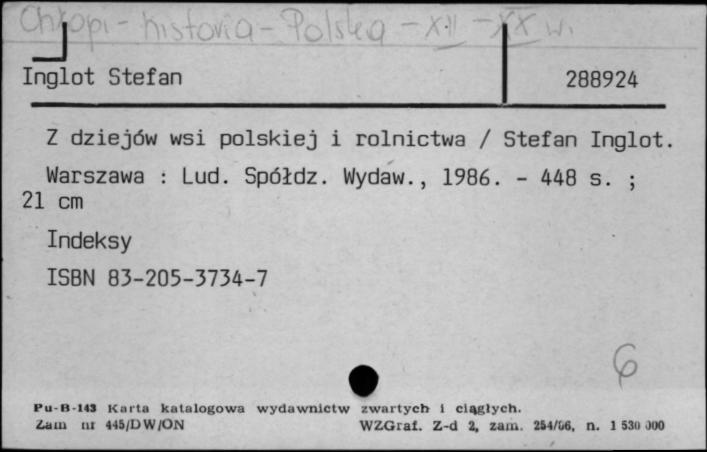 Chłopi - historia - Polska - XII - XX w.
Inglot Stefan 288924
Z dziejów wsi polskiej i rolnictwa / Stefan Inglot.
Warszawa : Lud. Spółdz. Wydaw., 1986. - 448 s. ;
21 cm
Indeksy
ISBN 83-205-3734-7
6
Pu-B-143 Karta katalogowa wydawnictw zwartych i ciągłych.
Zam nr 445/DW/ON WZGraf. Z-d 2, zam. 254/66, n. 1 530 000